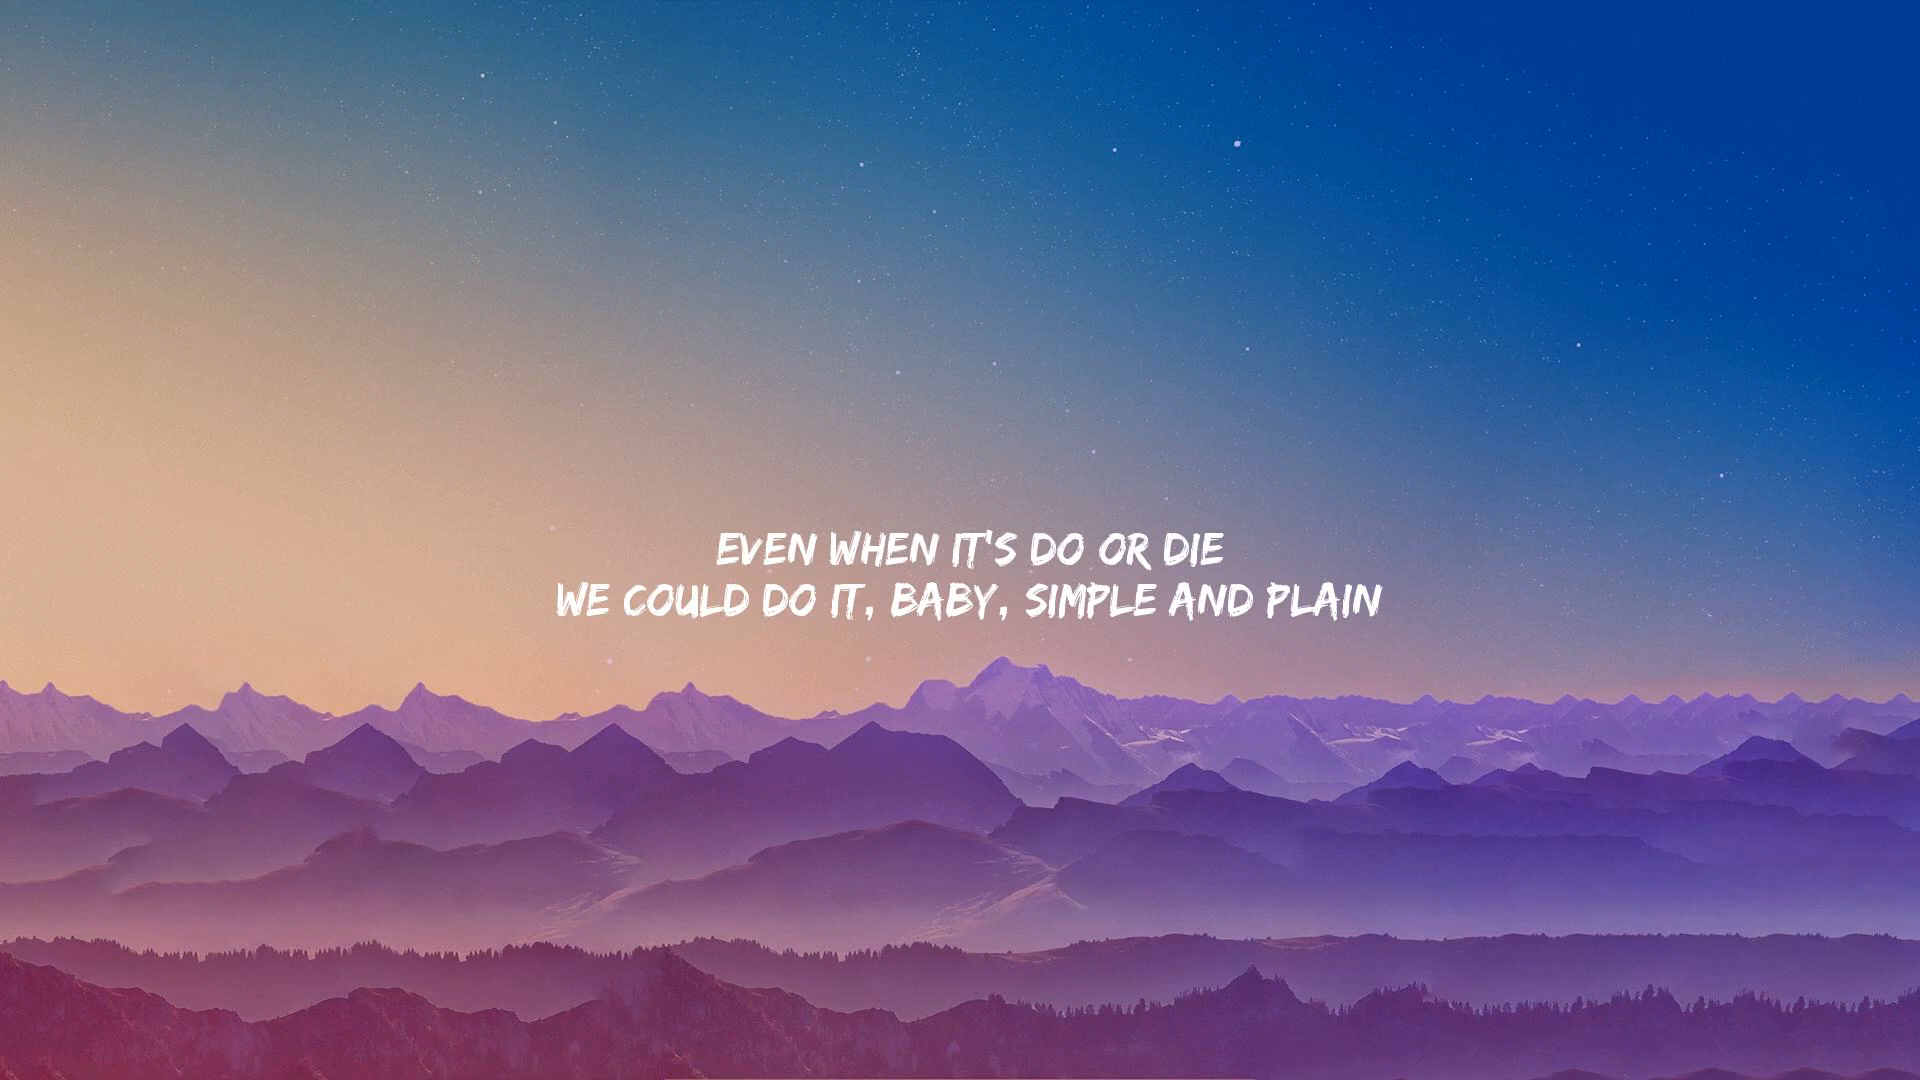 EVEN WHEN IT'S DO OR DIE
WE COULD DO IT, BABY, SIMPLE AND PLAIN